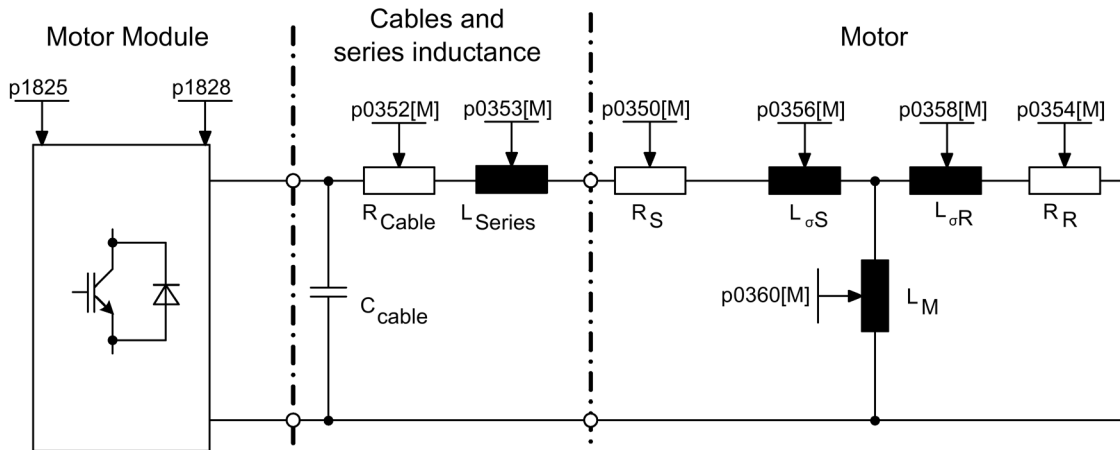 Motor Module
Cables and
series inductance
Motor
p1825
p1828
p0352[M]
p0353[M]
p0350[M]
p0356[M]
p0358[M]
p0354[M]
R Cable
L Series
R S
L σS
L σR
R R
C cable
p0360[M]
L M